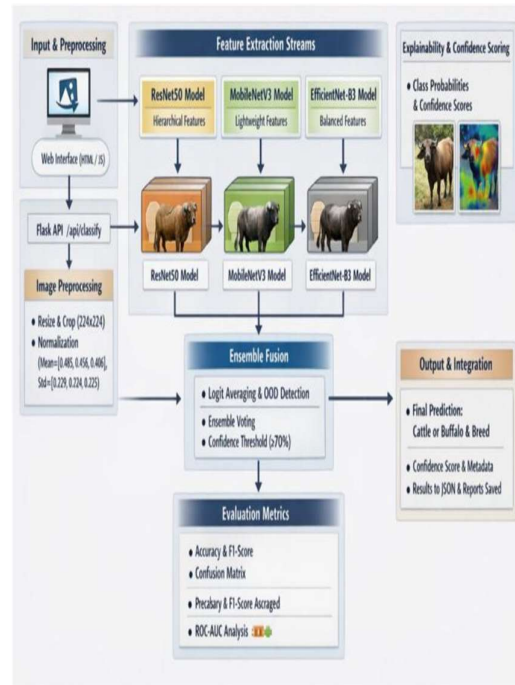 Input & Preprocessing
Web Interface (HTML / JS)
Flask API /api/classify
Image Preprocessing
• Resize & Crop (224x224)
• Normalization
(Mean=[0.485, 0.456, 0.406],
Std=[0.229, 0.224, 0.225)
Feature Extraction Streams
ResNet50 Model
Hierarchical Features
MobileNetV3 Model
Lightweight Features
EfficientNet-B3 Model
Balanced Features
ResNet50 Model
MobileNetV3 Model
EfficientNet-B3 Model
Explainability & Confidence Scoring
• Class Probabilities
& Confidence Scores
Ensemble Fusion
• Logit Averaging & OOD Detection
• Ensemble Voting
• Confidence Threshold (≥70%)
Output & Integration
• Final Prediction:
Cattle or Buffalo & Breed
• Confidence Score & Metadata
• Results to JSON & Reports Saved
Evaluation Metrics
• Accuracy & F1-Score
• Confusion Matrix
• Precabary & F1-Score Ascraged
• ROC-AUC Analysis